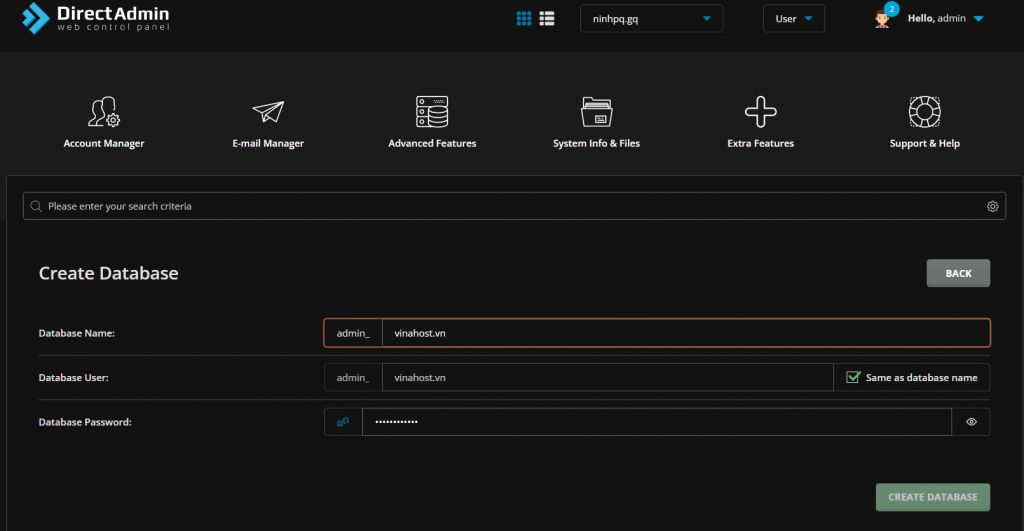 DirectAdmin
web control panel
ninhpq.gq
User
2
Hello, admin
Account Manager
E-mail Manager
Advanced Features
System Info & Files
Extra Features
Support & Help
Please enter your search criteria
Create Database
BACK
Database Name:
admin_
vinahost.vn
Database User:
admin_
vinahost.vn
Same as database name
Database Password:
••••••••••••
CREATE DATABASE